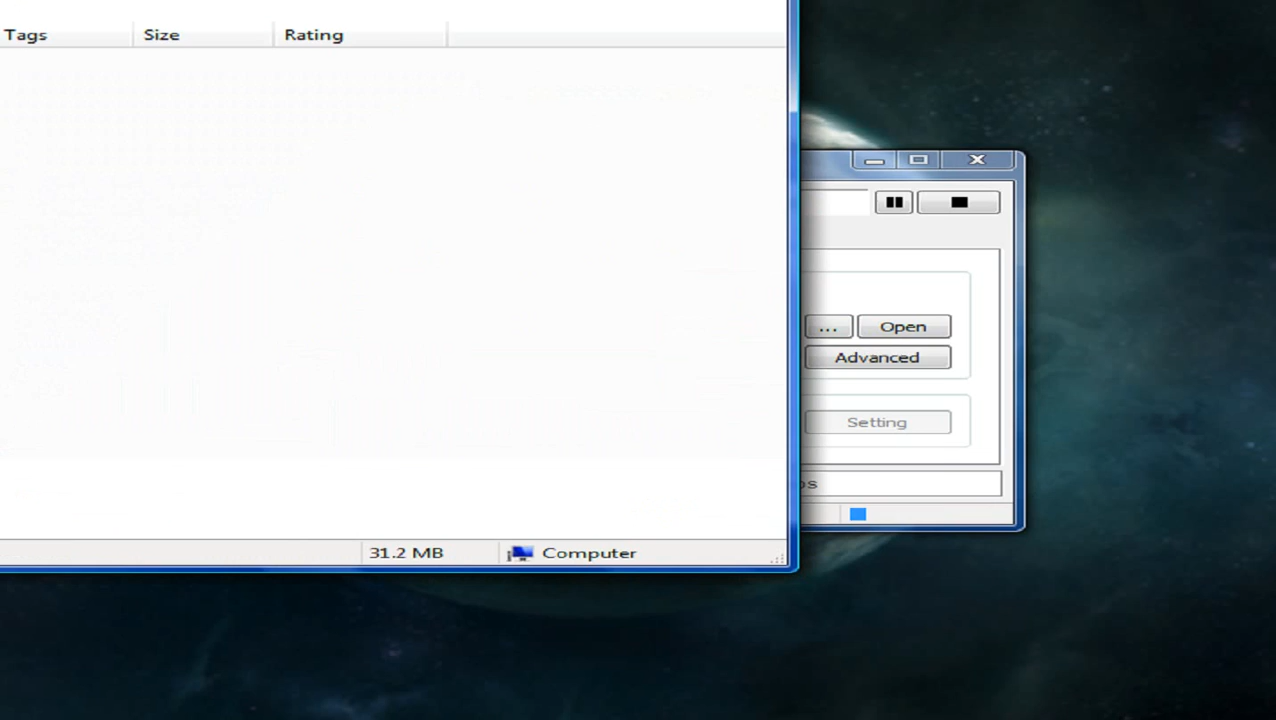 Tags Size Rating
... Open
Advanced
Setting
31.2 MB Computer